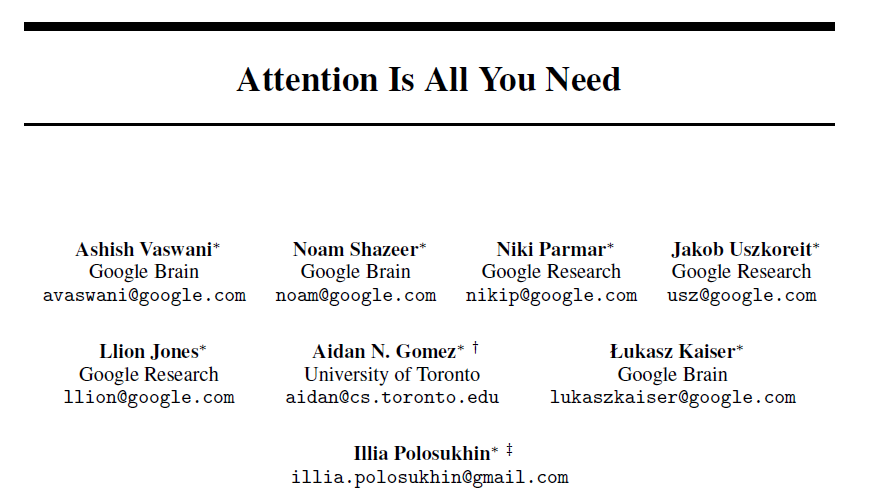 Attention Is All You Need
Ashish Vaswani* Noam Shazeer* Niki Parmar* Jakob Uszkoreit*
Google Brain Google Brain Google Research Google Research
avaswani@google.com noam@google.com nikip@google.com usz@google.com
Llion Jones* Aidan N. Gomez* † Łukasz Kaiser*
Google Research University of Toronto Google Brain
llion@google.com aidan@cs.toronto.edu lukaszkaiser@google.com
Illia Polosukhin* ‡
illia.polosukhin@gmail.com